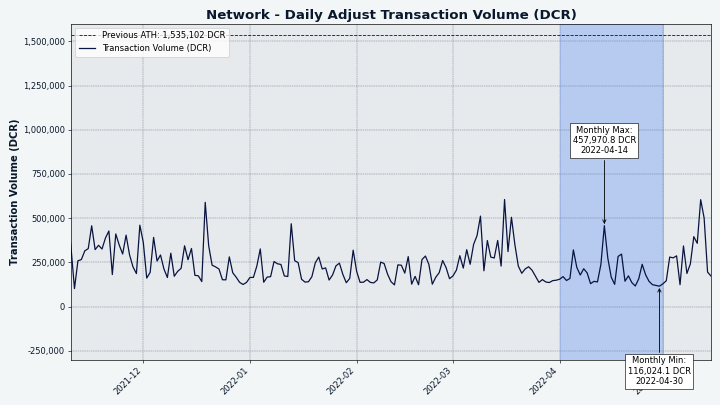 Network - Daily Adjust Transaction Volume (DCR)
Previous ATH: 1,535,102 DCR
Transaction Volume (DCR)
Transaction Volume (DCR)
1,500,000
1,250,000
1,000,000
750,000
500,000
250,000
0
-250,000
Monthly Max:
457,970.8 DCR
2022-04-14
Monthly Min:
116,024.1 DCR
2022-04-30
2021-12
2022-01
2022-02
2022-03
2022-04